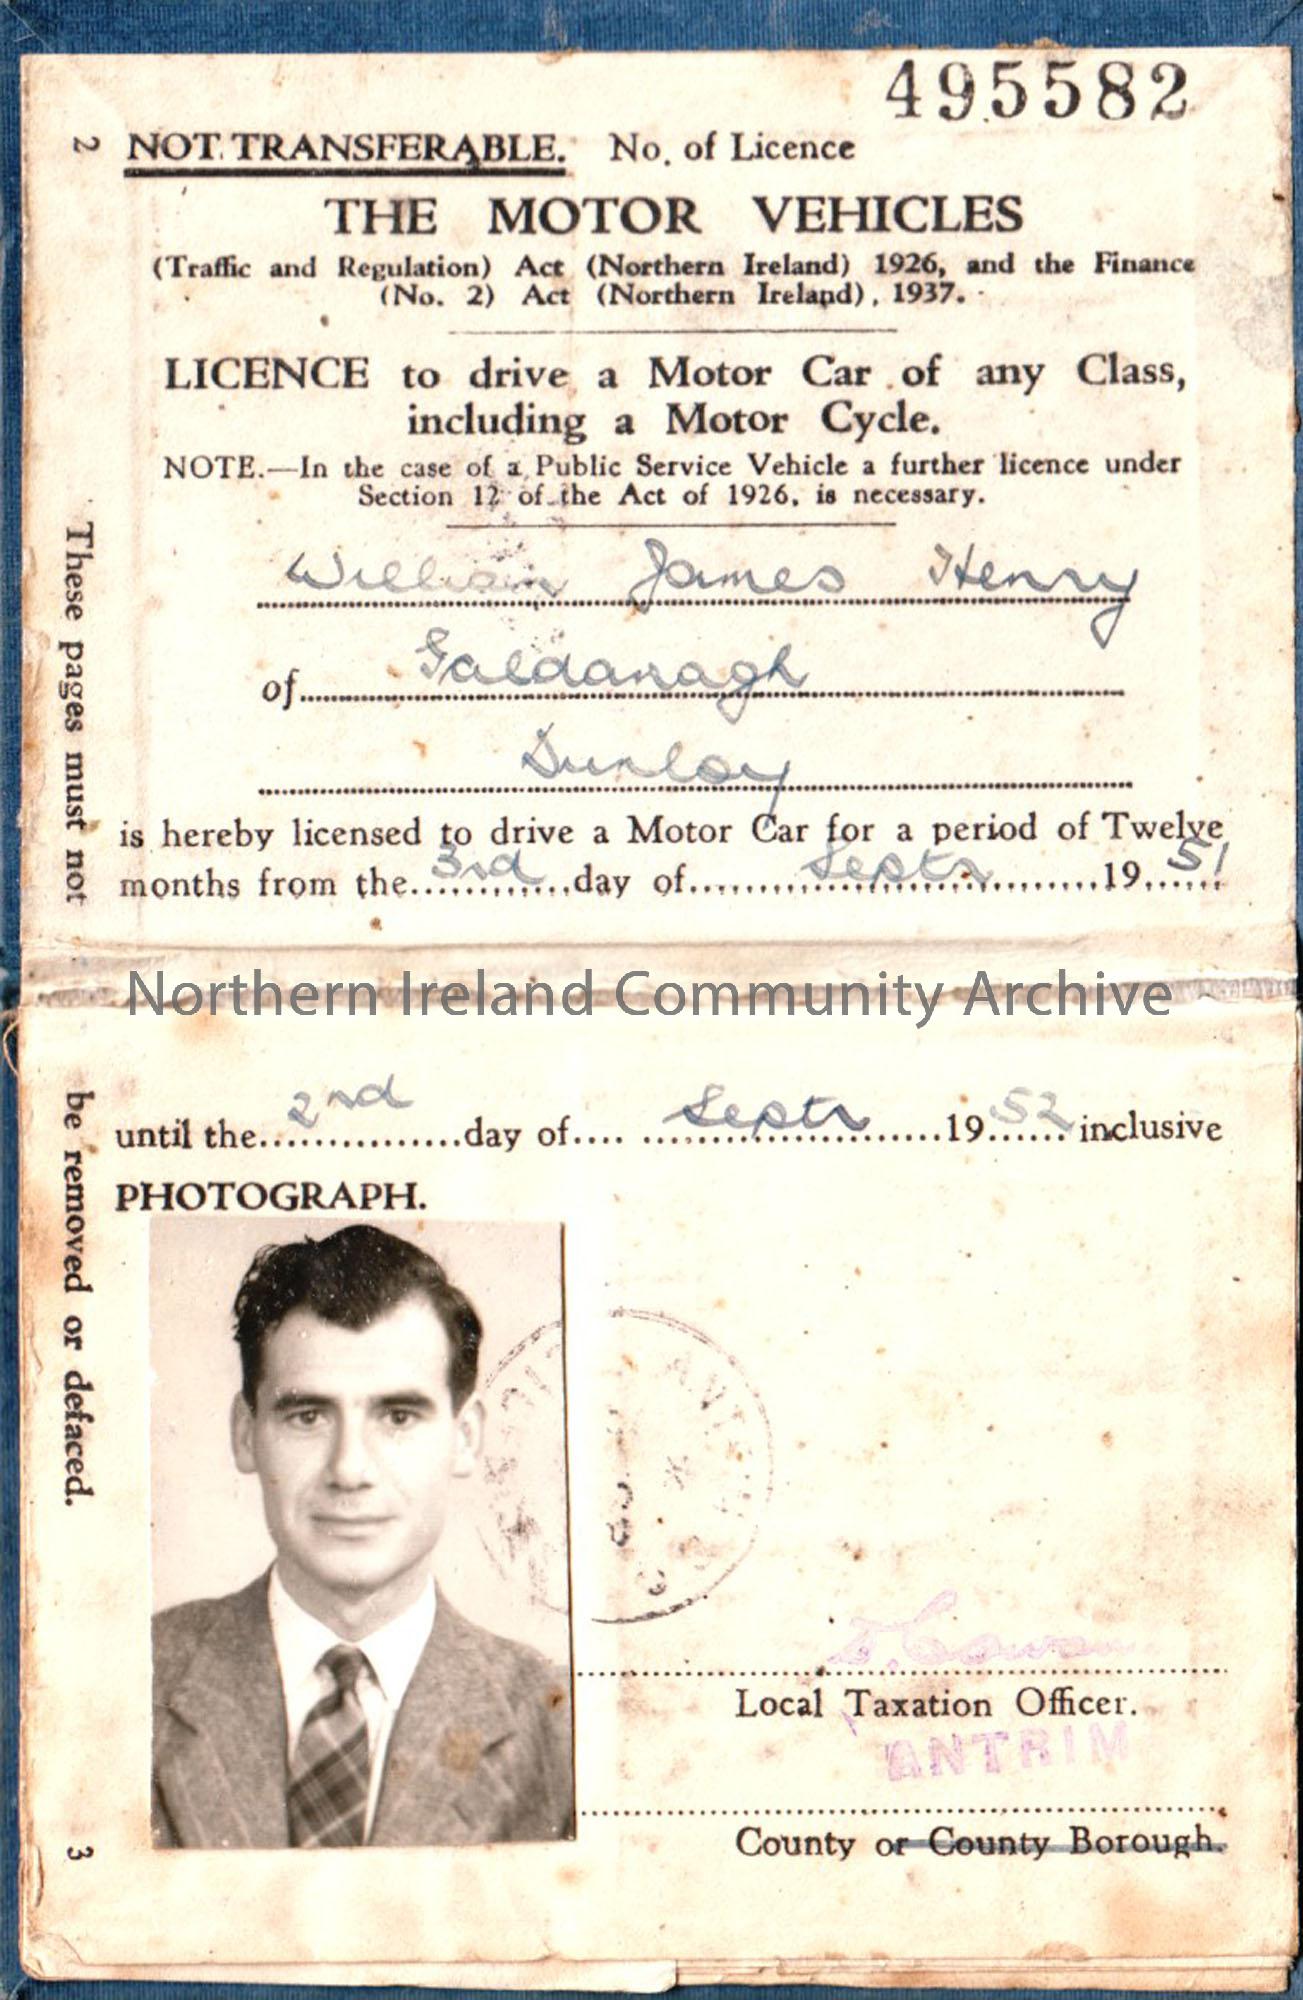 495582
2 NOT TRANSFERABLE. No. of Licence
THE MOTOR VEHICLES
(Traffic and Regulation) Act (Northern Ireland) 1926, and the Finance
(No. 2) Act (Northern Ireland), 1937.
LICENCE to drive a Motor Car of any Class,
including a Motor Cycle.
NOTE.—In the case of a Public Service Vehicle a further licence under
Section 12 of the Act of 1926, is necessary.
William James Henry
of Galdanagh
Dunloy
is hereby licensed to drive a Motor Car for a period of Twelve
months from the 3rd day of Septr 1951
These pages must not
Northern Ireland Community Archive
until the 2nd day of Septr 1952 inclusive
PHOTOGRAPH.
be removed or defaced.
Local Taxation Officer.
ANTRIM
County or County Borough.
3